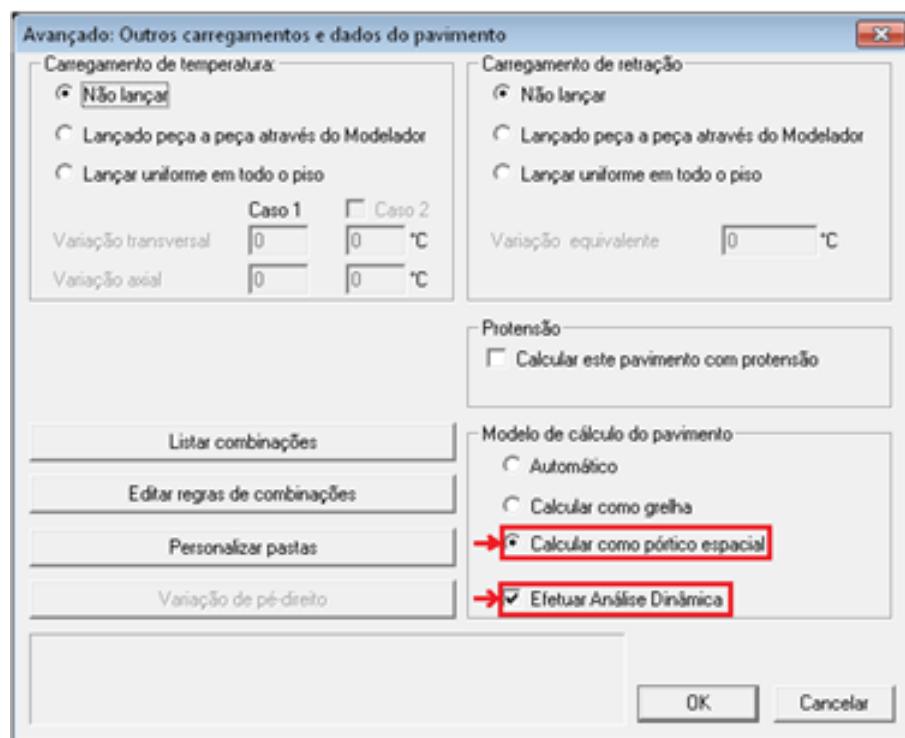 Avançado: Outros carregamentos e dados do pavimento
Carregamento de temperatura:
Não lançar
Lançado peça a peça através do Modelador
Lançar uniforme em todo o piso
Caso 1 Caso 2
Variação transversal 0 0 °C
Variação axial 0 0 °C
Carregamento de retração
Não lançar
Lançado peça a peça através do Modelador
Lançar uniforme em todo o piso
Variação equivalente 0 °C
Protensão
Calcular este pavimento com protensão
Listar combinações
Editar regras de combinações
Personalizar pastas
Variação de pé-direito
Modelo de cálculo do pavimento
Automático
Calcular como grelha
Calcular como pórtico espacial
Efetuar Análise Dinâmica
OK Cancelar